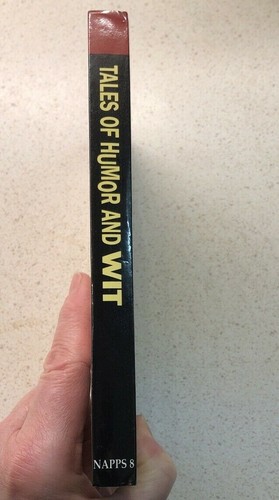 TALES OF HUMOR AND WIT
NAPPS 8